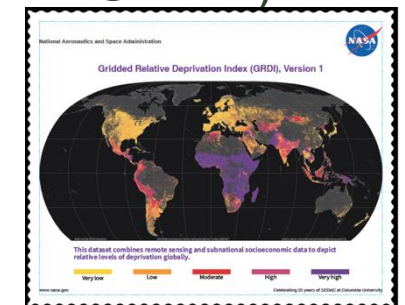 National Aeronautics and Space Administration
NASA
Gridded Relative Deprivation Index (GRDI), Version 1
This dataset combines remote sensing and subnational socioeconomic data to depict
relative levels of deprivation globally.
Very low Low Moderate High Very high
www.nasa.gov Celebrating 25 years of SEDAC at Columbia University